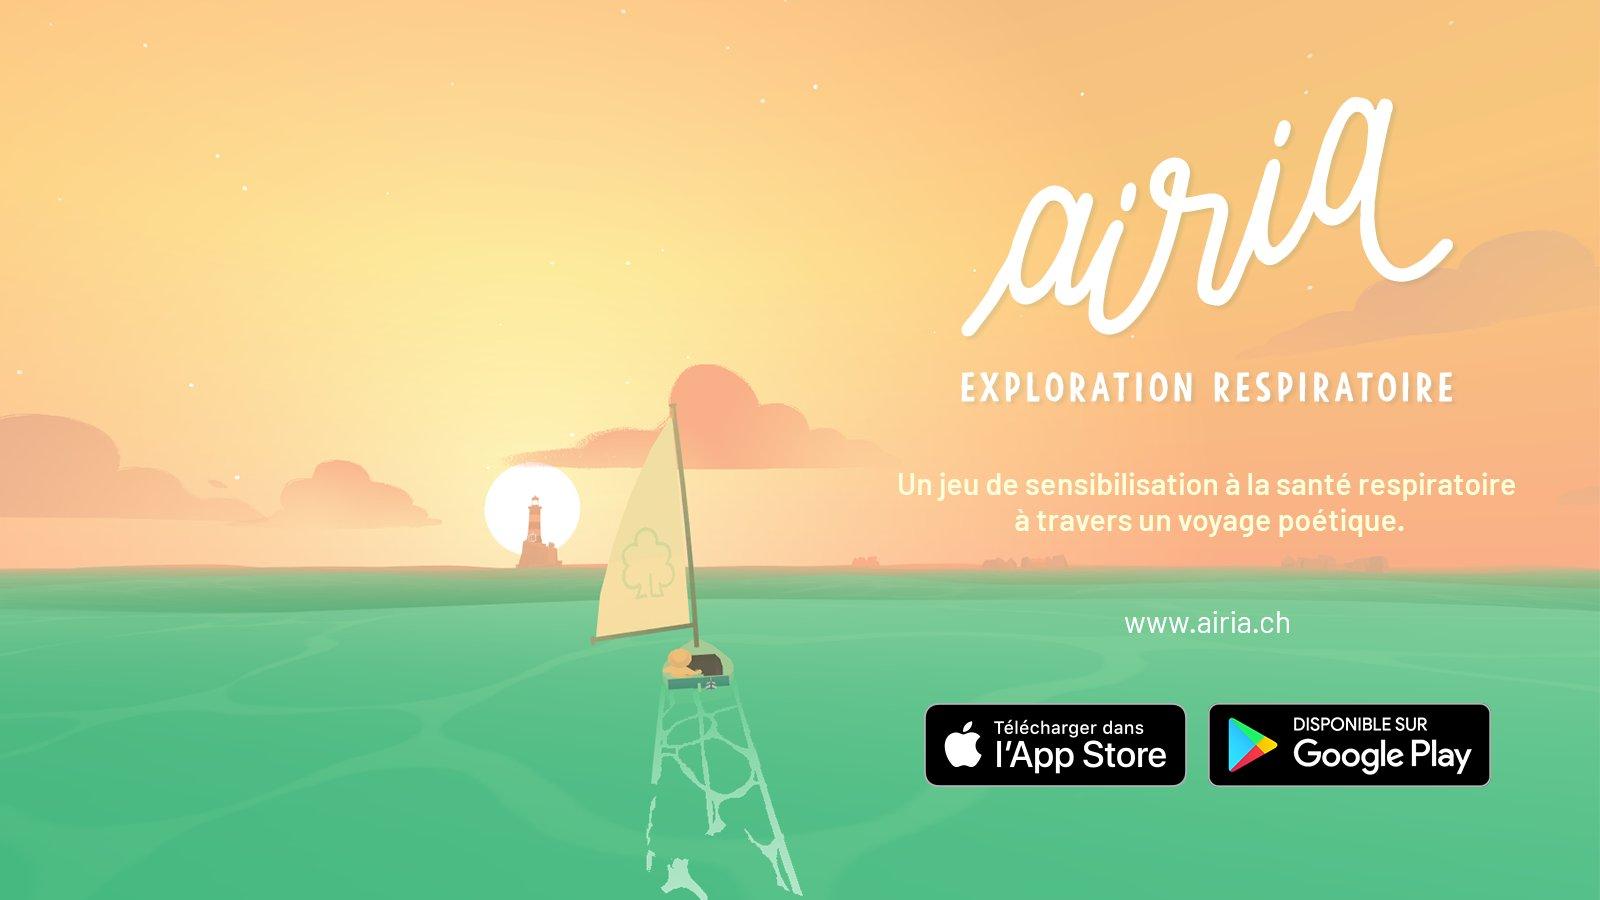 airia
EXPLORATION RESPIRATOIRE
Un jeu de sensibilisation à la santé respiratoire
à travers un voyage poétique.
www.airia.ch
Télécharger dans
l'App Store
DISPONIBLE SUR
Google Play